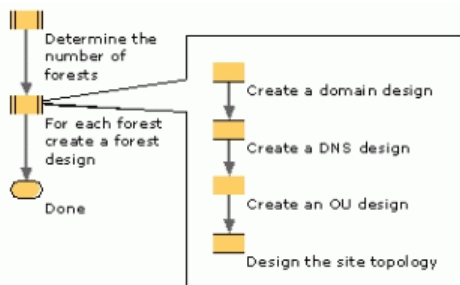 Determine the
number of
forests
For each forest
create a forest
design
Done
Create a domain design
Create a DNS design
Create an OU design
Design the site topology